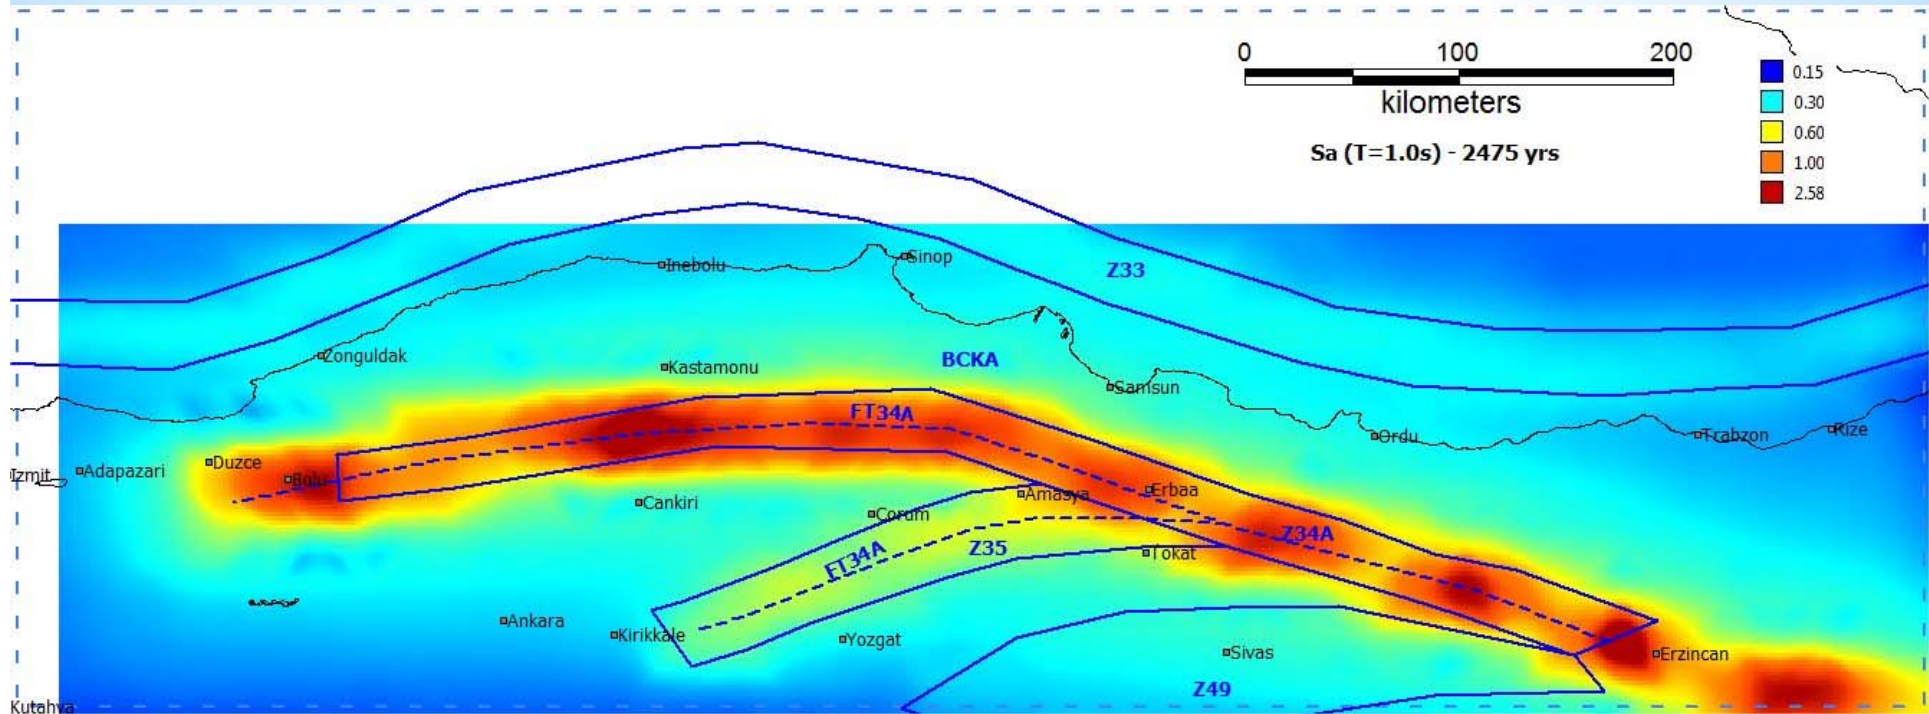 0 100 200
kilometers
Sa (T=1.0s) - 2475 yrs
0.15
0.30
0.60
1.00
2.58
Z33
Sinop
Inebolu
Zonguldak
Kastamonu
BCKA
Samsun
FT34A
Ordu
Trabzon
Rize
Izmit
Adapazari
Duzce
Bolu
Cankiri
Corum
Amasya
Erbaa
Z34A
Z35
FT34A
Tokat
Ankara
Kirikkale
Yozgat
Sivas
Erzincan
Z49
Kutahya